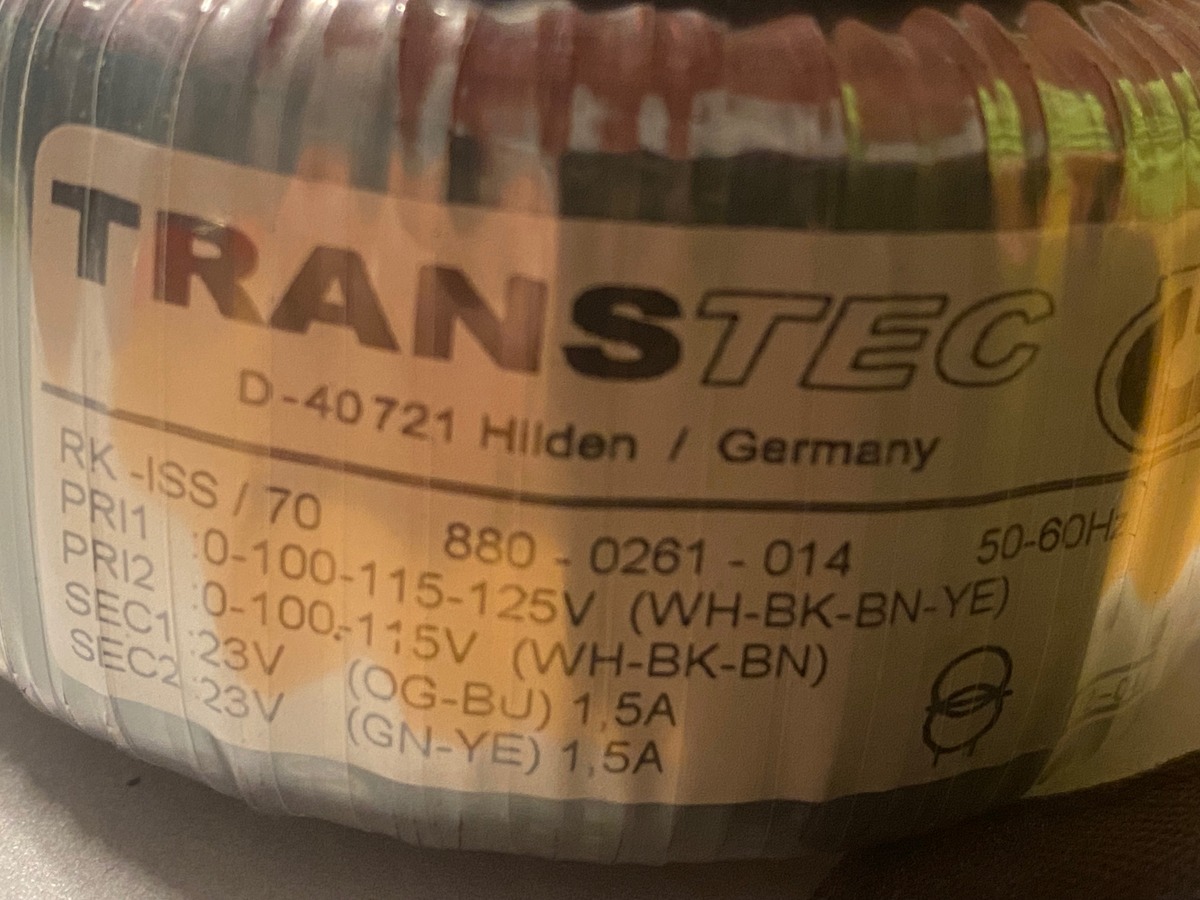 TRANSTEC
D-40721 Hilden / Germany
RK-ISS / 70 880 - 0261 - 014 50-60Hz
PRI1 :0-100-115-125V (WH-BK-BN-YE)
PRI2 :0-100-115V (WH-BK-BN)
SEC1 :23V (OG-BU) 1,5A
SEC2 :23V (GN-YE) 1,5A